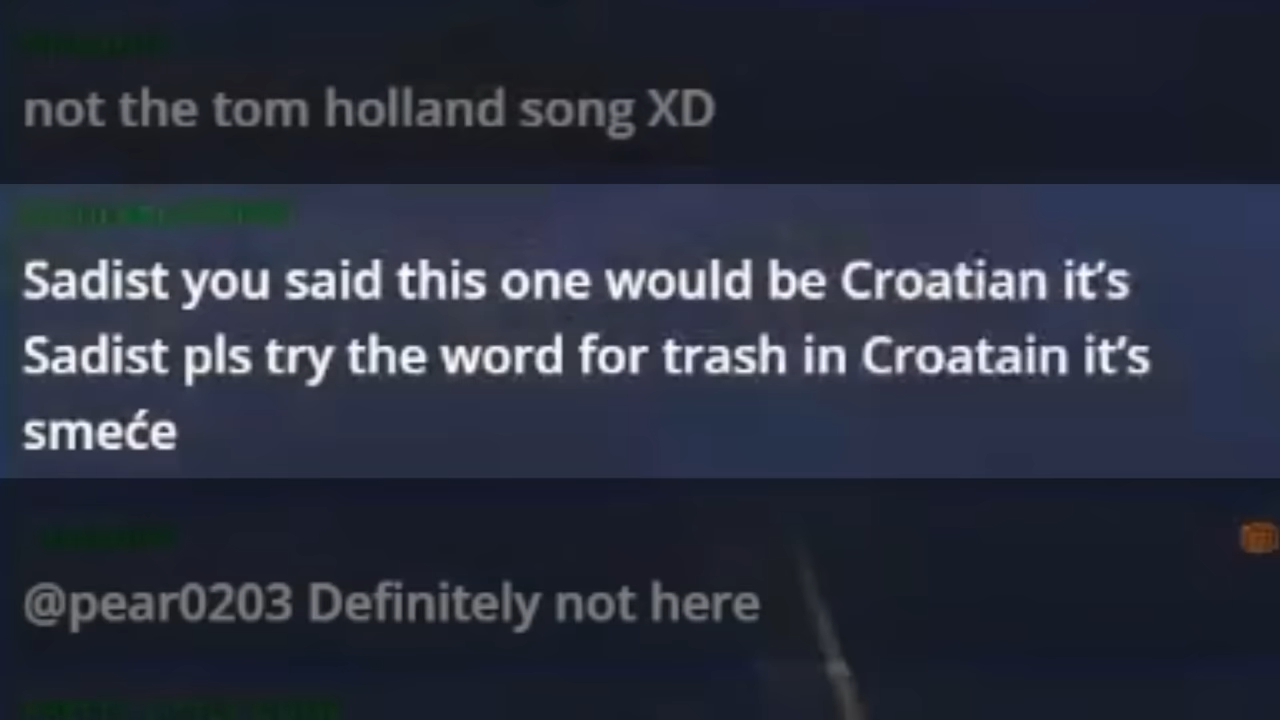 not the tom holland song XD
Sadist you said this one would be Croatian it’s
Sadist pls try the word for trash in Croatain it’s
smeće
@pear0203 Definitely not here